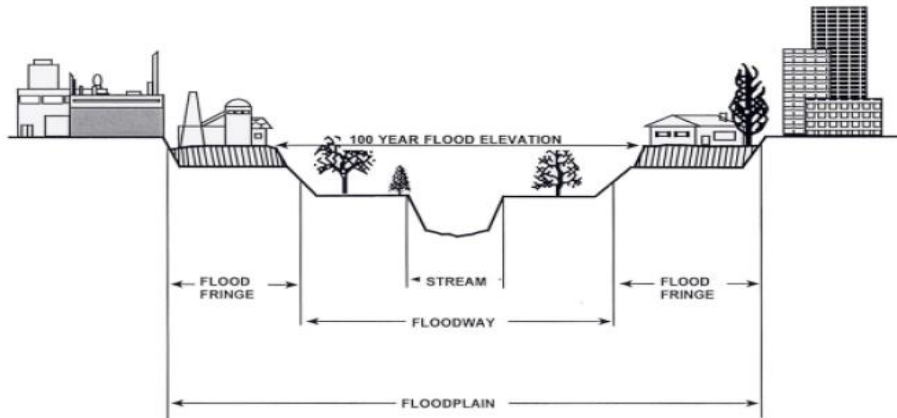 100 YEAR FLOOD ELEVATION
FLOOD
FRINGE
STREAM
FLOOD
FRINGE
FLOODWAY
FLOODPLAIN